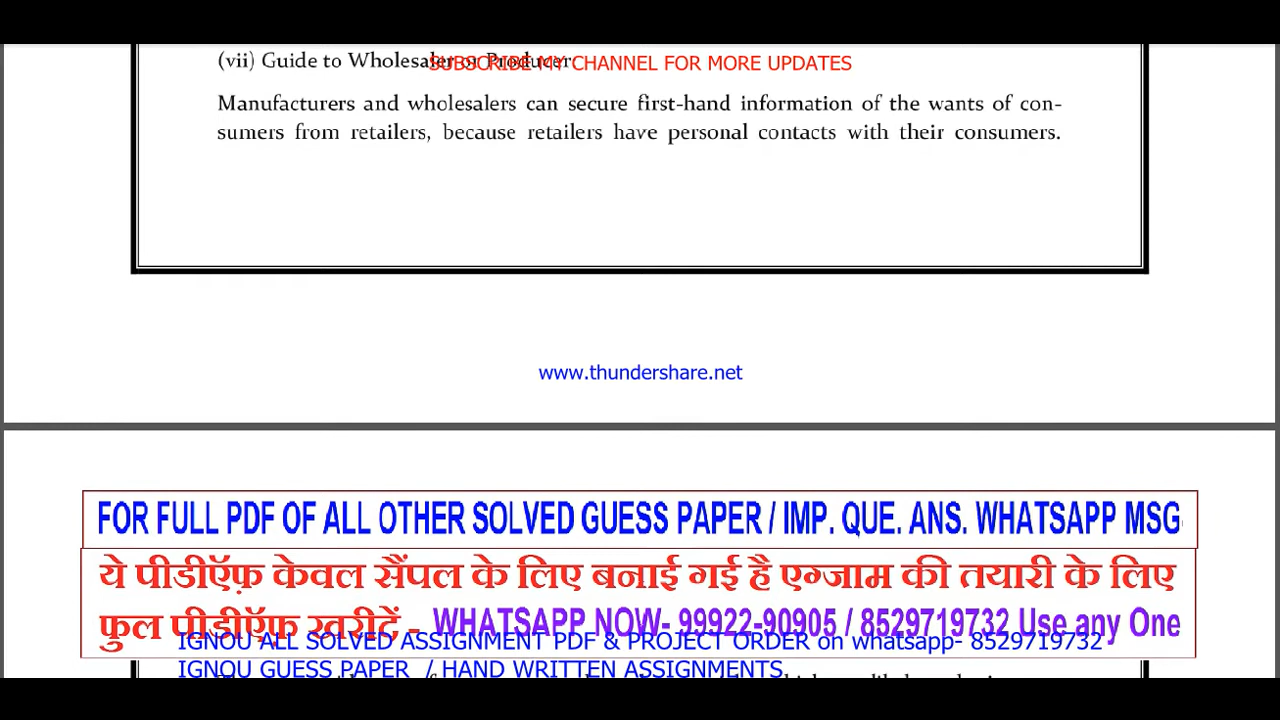 (vii) Guide to Wholesaler or Producer:
SUBSCRIBE MY CHANNEL FOR MORE UPDATES
Manufacturers and wholesalers can secure first-hand information of the wants of con-
sumers from retailers, because retailers have personal contacts with their consumers.
www.thundershare.net
FOR FULL PDF OF ALL OTHER SOLVED GUESS PAPER / IMP. QUE. ANS. WHATSAPP MSG
ये पीडीऍफ़ केवल सैंपल के लिए बनाई गई है एग्जाम की तयारी के लिए
फुल पीडीऍफ़ खरीदें - WHATSAPP NOW- 99922-90905 / 8529719732 Use any One
IGNOU ALL SOLVED ASSIGNMENT PDF & PROJECT ORDER on whatsapp- 8529719732
IGNOU GUESS PAPER / HAND WRITTEN ASSIGNMENTS